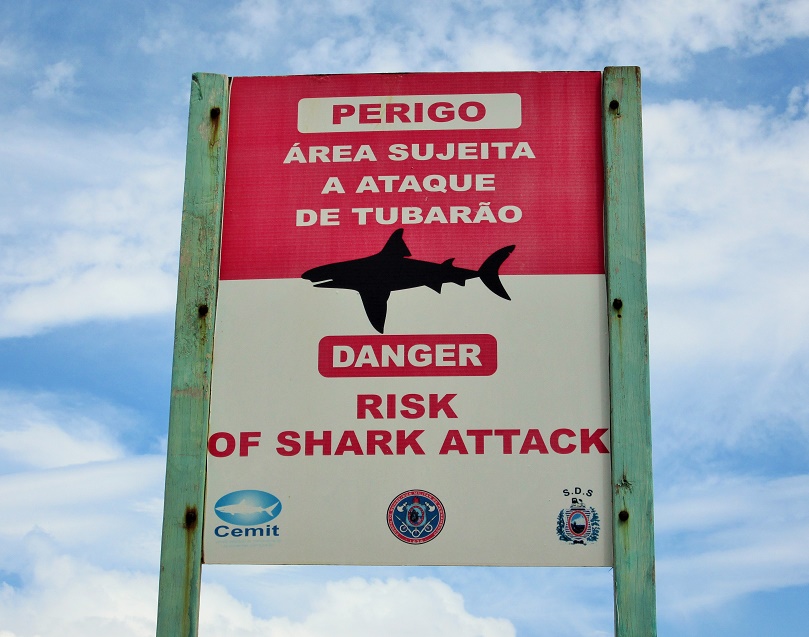 PERIGO
ÁREA SUJEITA
A ATAQUE
DE TUBARÃO
DANGER
RISK
OF SHARK ATTACK
Cemit
S.D.S